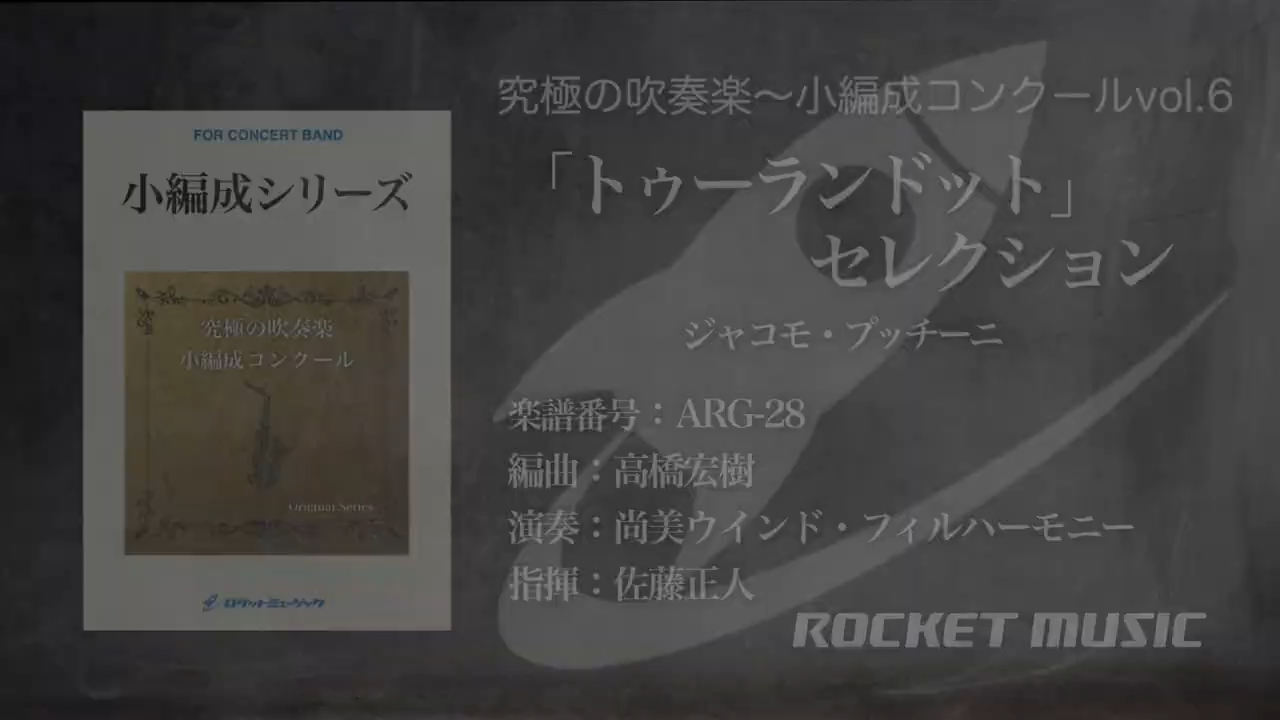 FOR CONCERT BAND
小編成シリーズ
究極の吹奏楽
小編成コンクール
Original Series
ロケットミュージック
究極の吹奏楽～小編成コンクールvol.6
「トゥーランドット」
セレクション
ジャコモ・プッチーニ
楽譜番号：ARG-28
編曲：高橋宏樹
演奏：尚美ウインド・フィルハーモニー
指揮：佐藤正人
ROCKET MUSIC